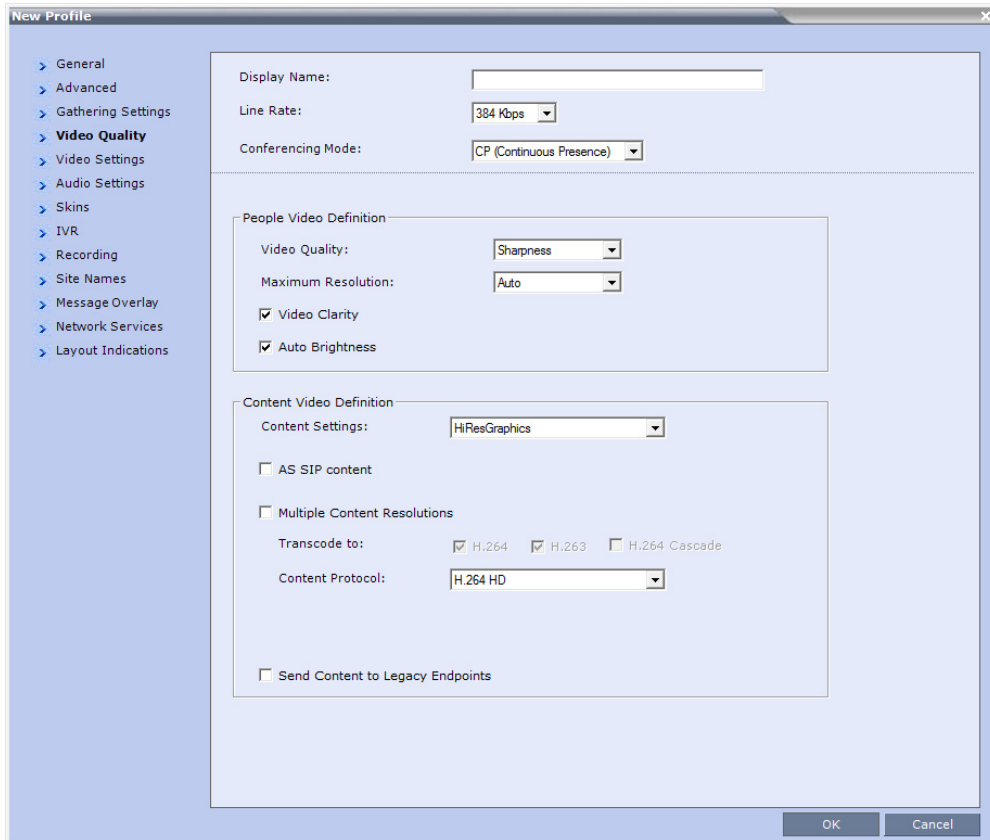 New Profile
General
Advanced
Gathering Settings
Video Quality
Video Settings
Audio Settings
Skins
IVR
Recording
Site Names
Message Overlay
Network Services
Layout Indications
Display Name:
Line Rate: 384 Kbps
Conferencing Mode: CP (Continuous Presence)
People Video Definition
Video Quality: Sharpness
Maximum Resolution: Auto
Video Clarity
Auto Brightness
Content Video Definition
Content Settings: HiResGraphics
AS SIP content
Multiple Content Resolutions
Transcode to: H.264 H.263 H.264 Cascade
Content Protocol: H.264 HD
Send Content to Legacy Endpoints
OK Cancel